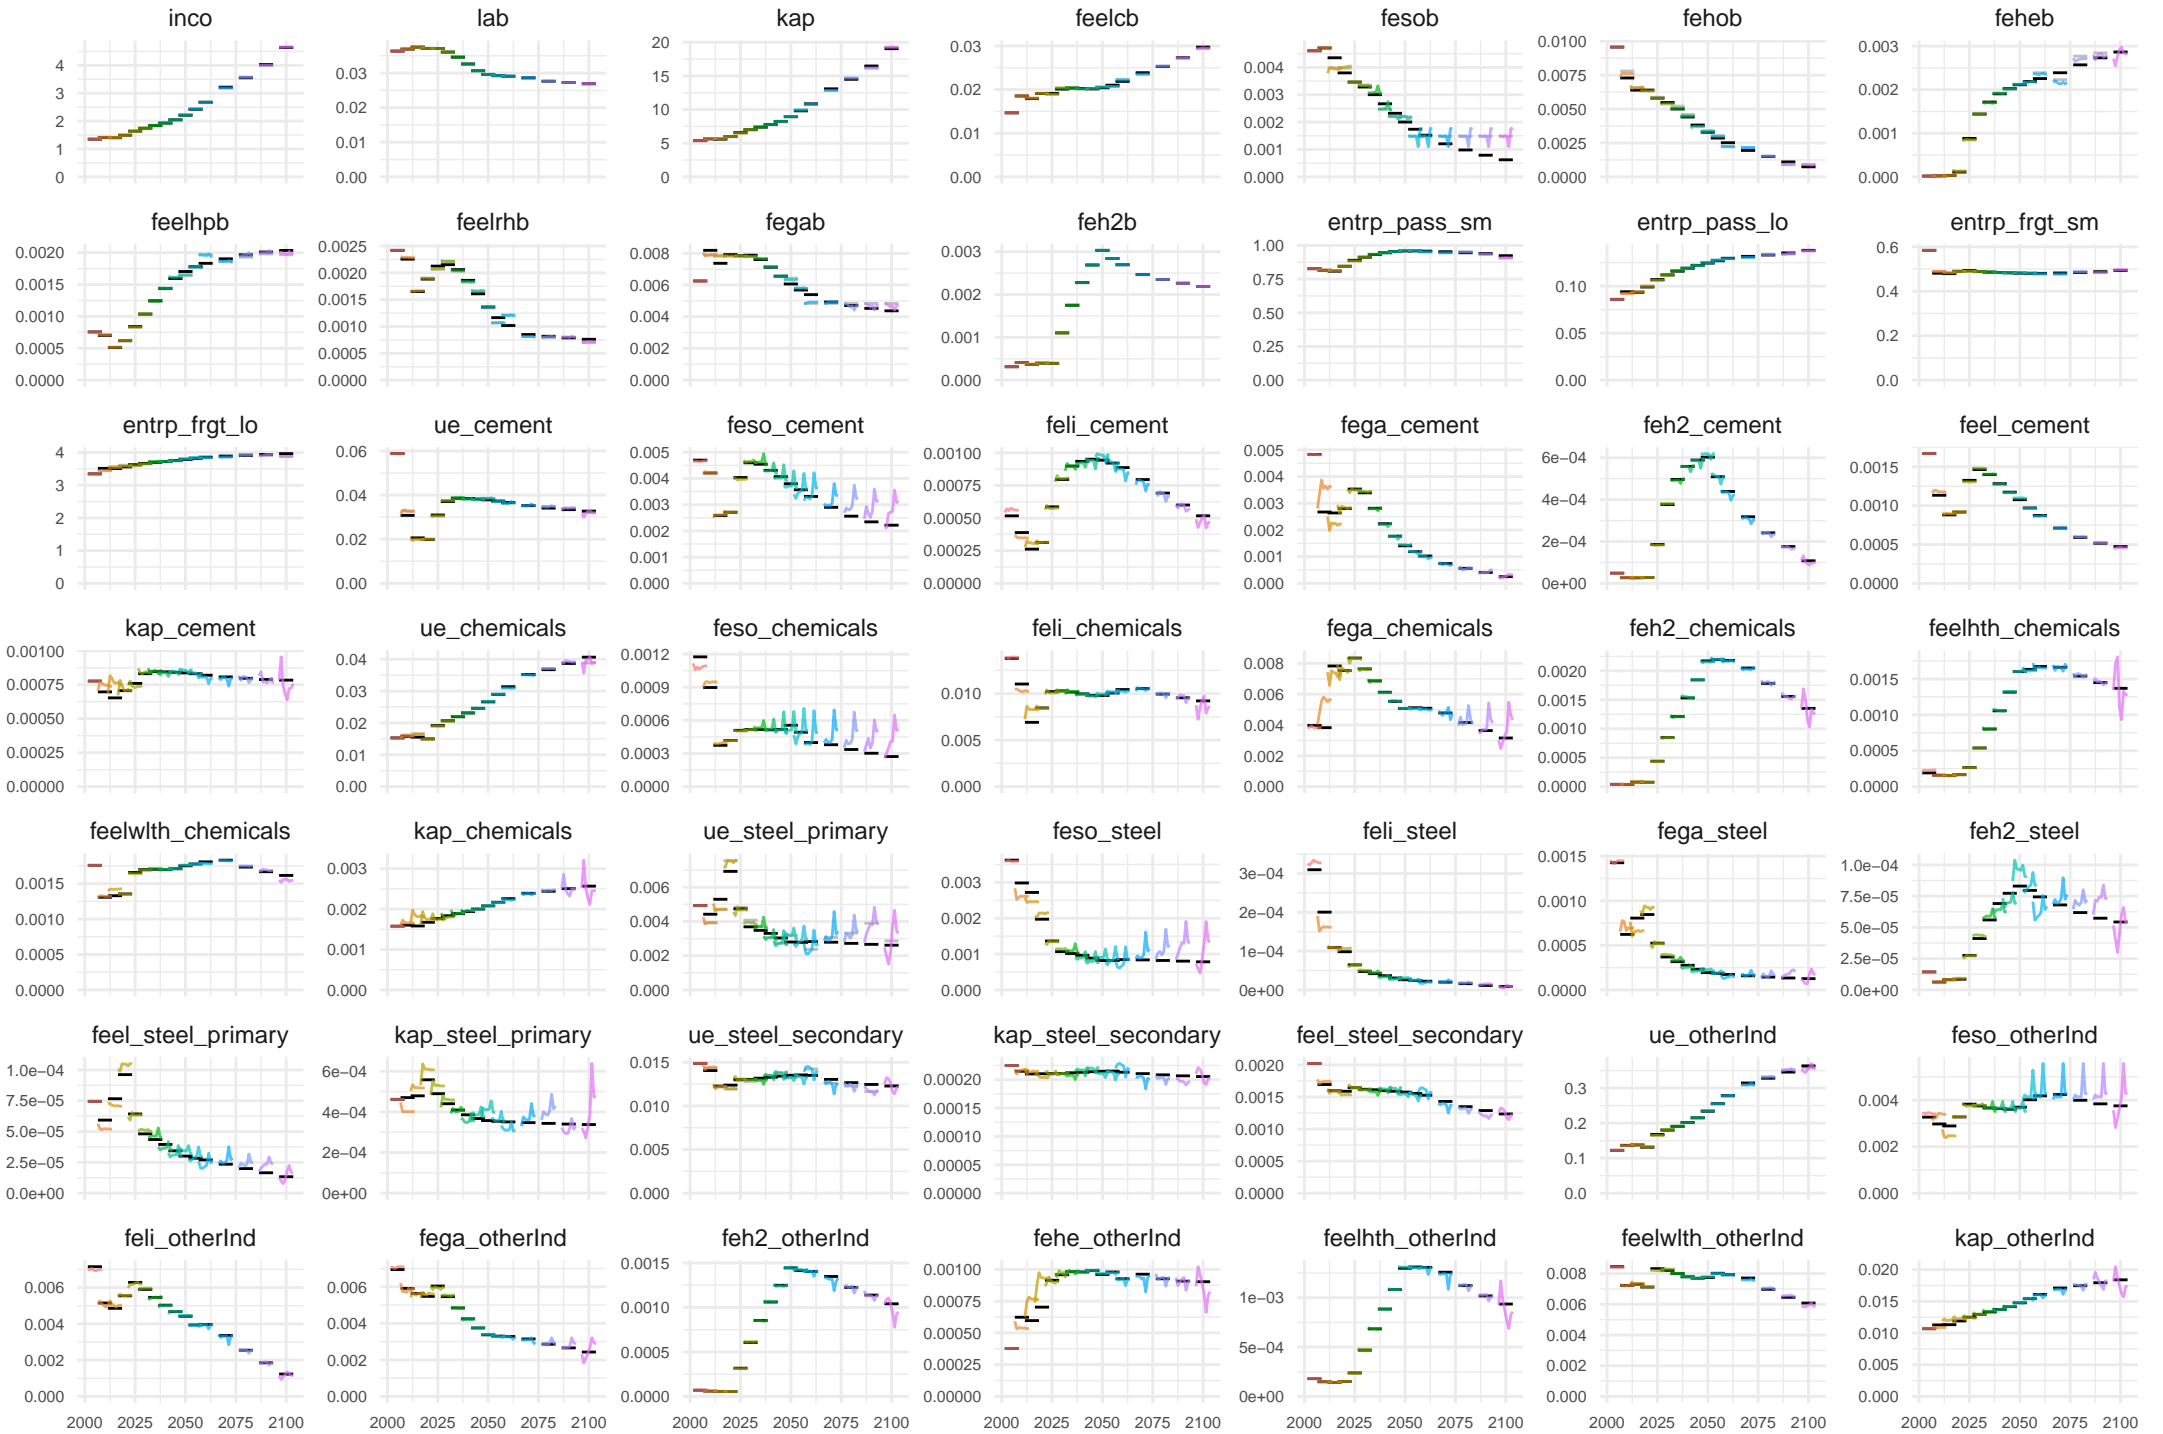 inco lab kap feelcb fesob fehob feheb
4 3 2 1 0
0.03 0.02 0.01 0.00
20 15 10 5 0
0.03 0.02 0.01 0.00
0.004 0.003 0.002 0.001 0.000
0.0100 0.0075 0.0050 0.0025 0.0000
0.003 0.002 0.001 0.000
feelhpb feelrhb fegab feh2b entrp_pass_sm entrp_pass_lo entrp_frgt_sm
0.0020 0.0015 0.0010 0.0005 0.0000
0.0025 0.0020 0.0015 0.0010 0.0005 0.0000
0.008 0.006 0.004 0.002 0.000
0.003 0.002 0.001 0.000
1.00 0.75 0.50 0.25 0.00
0.10 0.05 0.00
0.6 0.4 0.2 0.0
entrp_frgt_lo ue_cement feso_cement feli_cement fega_cement feh2_cement feel_cement
4 3 2 1 0
0.06 0.04 0.02 0.00
0.005 0.004 0.003 0.002 0.001 0.000
0.00100 0.00075 0.00050 0.00025 0.00000
0.005 0.004 0.003 0.002 0.001 0.000
6e−04 4e−04 2e−04 0e+00
0.0015 0.0010 0.0005 0.0000
kap_cement ue_chemicals feso_chemicals feli_chemicals fega_chemicals feh2_chemicals feelhth_chemicals
0.00100 0.00075 0.00050 0.00025 0.00000
0.04 0.03 0.02 0.01 0.00
0.0012 0.0009 0.0006 0.0003 0.0000
0.010 0.005 0.000
0.008 0.006 0.004 0.002 0.000
0.0020 0.0015 0.0010 0.0005 0.0000
0.0015 0.0010 0.0005 0.0000
feelwlth_chemicals kap_chemicals ue_steel_primary feso_steel feli_steel fega_steel feh2_steel
0.0015 0.0010 0.0005 0.0000
0.003 0.002 0.001 0.000
0.006 0.004 0.002 0.000
0.003 0.002 0.001 0.000
3e−04 2e−04 1e−04 0e+00
0.0015 0.0010 0.0005 0.0000
1.0e−04 7.5e−05 5.0e−05 2.5e−05 0.0e+00
feel_steel_primary kap_steel_primary ue_steel_secondary kap_steel_secondary feel_steel_secondary ue_otherInd feso_otherInd
1.0e−04 7.5e−05 5.0e−05 2.5e−05 0.0e+00
6e−04 4e−04 2e−04 0e+00
0.015 0.010 0.005 0.000
0.00020 0.00015 0.00010 0.00005 0.00000
0.0020 0.0015 0.0010 0.0005 0.0000
0.3 0.2 0.1 0.0
0.004 0.002 0.000
feli_otherInd fega_otherInd feh2_otherInd fehe_otherInd feelhth_otherInd feelwlth_otherInd kap_otherInd
0.006 0.004 0.002 0.000
0.006 0.004 0.002 0.000
0.0015 0.0010 0.0005 0.0000
0.00100 0.00075 0.00050 0.00025 0.00000
1e−03 5e−04 0e+00
0.008 0.006 0.004 0.002 0.000
0.020 0.015 0.010 0.005 0.000
2000 2025 2050 2075 2100 2000 2025 2050 2075 2100 2000 2025 2050 2075 2100 2000 2025 2050 2075 2100 2000 2025 2050 2075 2100 2000 2025 2050 2075 2100 2000 2025 2050 2075 2100